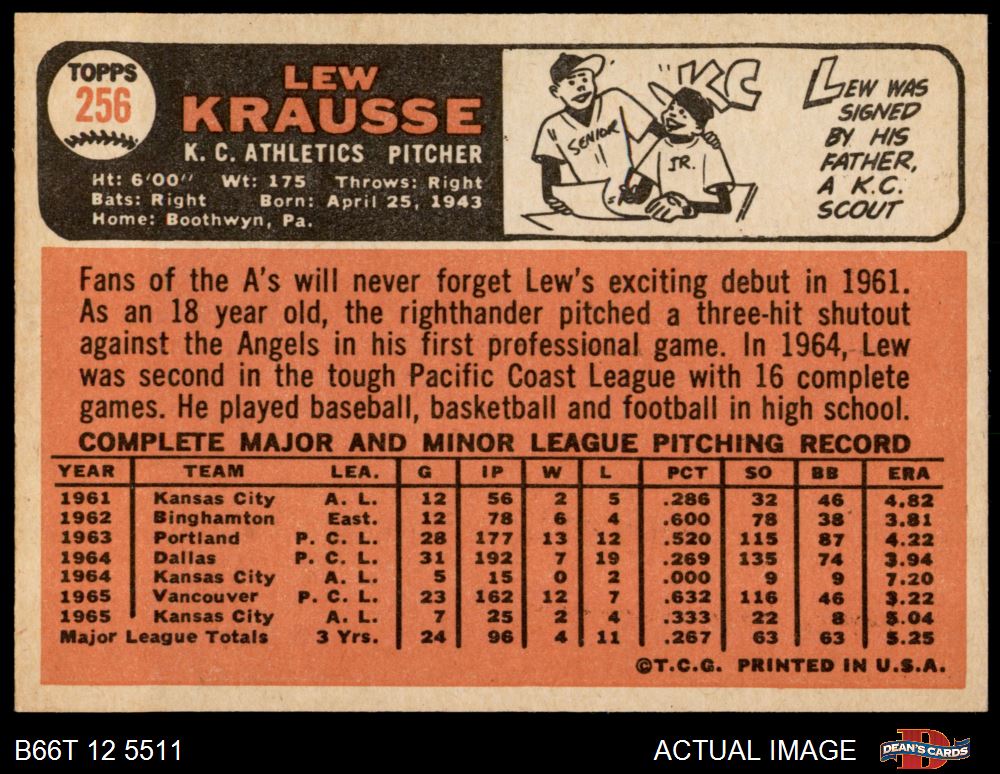 TOPPS
256
LEW
KRAUSSE
K. C. ATHLETICS PITCHER
Ht: 6'00" Wt: 175 Throws: Right
Bats: Right Born: April 25, 1943
Home: Boothwyn, Pa.
SENIOR
JR.
KC
LEW WAS
SIGNED
BY HIS
FATHER,
A K.C.
SCOUT
Fans of the A's will never forget Lew's exciting debut in 1961.
As an 18 year old, the righthander pitched a three-hit shutout
against the Angels in his first professional game. In 1964, Lew
was second in the tough Pacific Coast League with 16 complete
games. He played baseball, basketball and football in high school.
COMPLETE MAJOR AND MINOR LEAGUE PITCHING RECORD
YEAR TEAM LEA. G IP W L PCT SO BB ERA
1961 Kansas City A. L. 12 56 2 5 .286 32 46 4.82
1962 Binghamton East. 12 78 6 4 .600 78 38 3.81
1963 Portland P. C. L. 28 177 13 12 .520 115 87 4.22
1964 Dallas P. C. L. 31 192 7 19 .269 135 74 3.94
1964 Kansas City A. L. 5 15 0 2 .000 9 9 7.20
1965 Vancouver P. C. L. 23 162 12 7 .632 116 46 3.22
1965 Kansas City A. L. 7 25 2 4 .333 22 8 5.04
Major League Totals 3 Yrs. 24 96 4 11 .267 63 63 5.25
©T.C.G. PRINTED IN U.S.A.
B66T 12 5511
ACTUAL IMAGE
DEAN'S CARDS